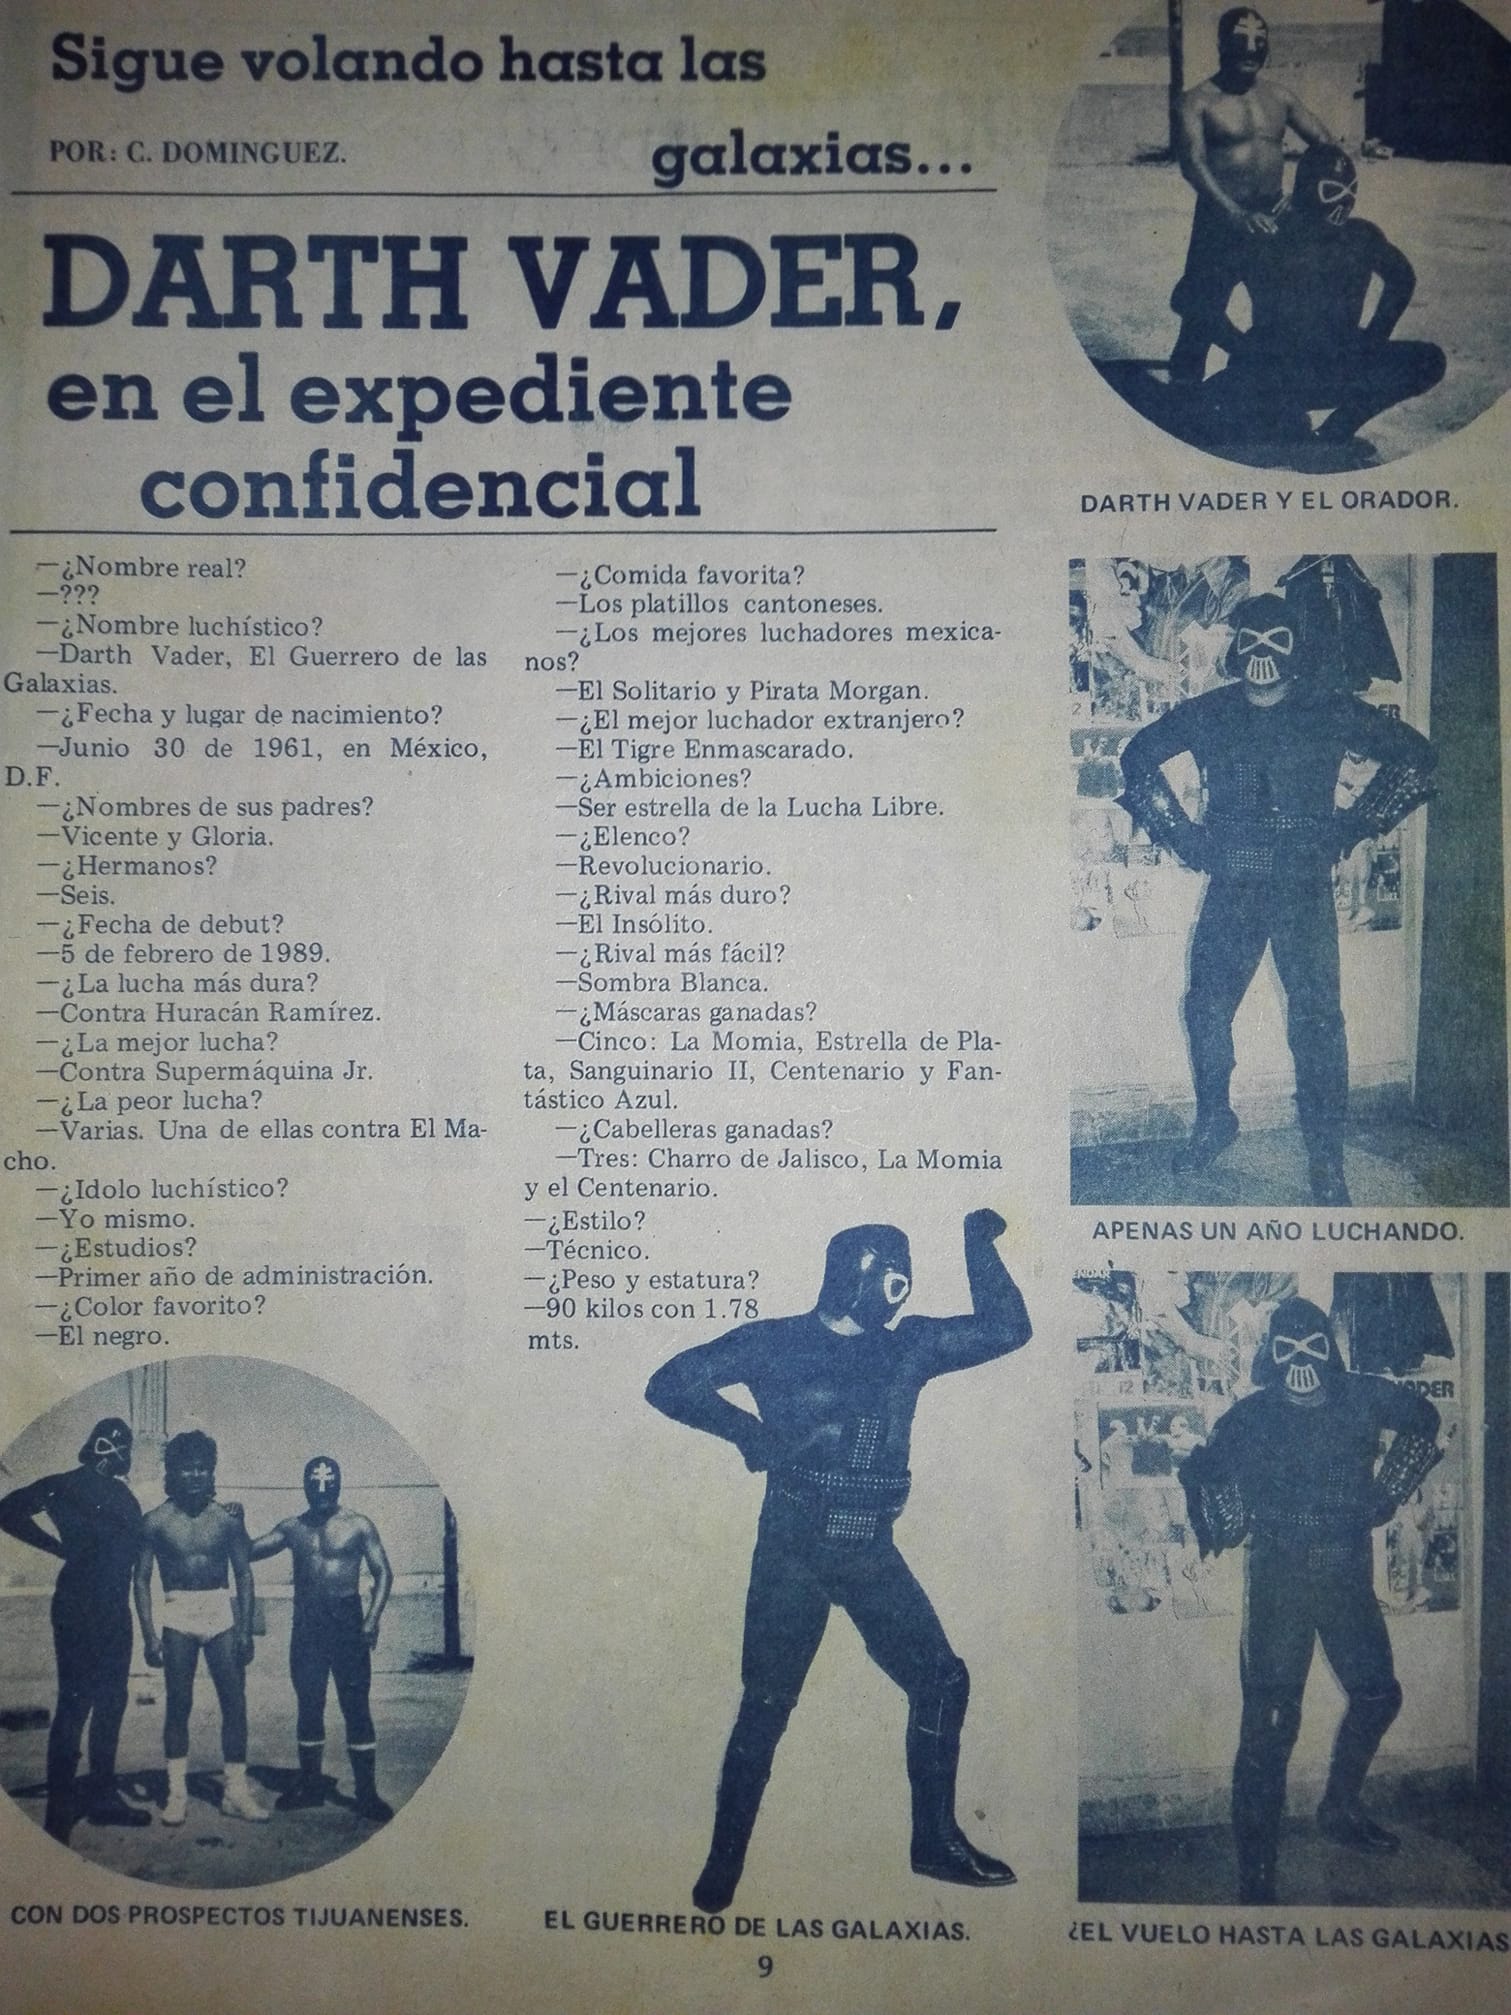 Sigue volando hasta las
galaxias...
POR: C. DOMINGUEZ.
DARTH VADER,
en el expediente
confidencial
—¿Nombre real?
—???
—¿Nombre luchístico?
—Darth Vader, El Guerrero de las
Galaxias.
—¿Fecha y lugar de nacimiento?
—Junio 30 de 1961, en México,
D.F.
—¿Nombres de sus padres?
—Vicente y Gloria.
—¿Hermanos?
—Seis.
—¿Fecha de debut?
—5 de febrero de 1989.
—¿La lucha más dura?
—Contra Huracán Ramírez.
—¿La mejor lucha?
—Contra Supermáquina Jr.
—¿La peor lucha?
—Varias. Una de ellas contra El Ma-
cho.
—¿Idolo luchístico?
—Yo mismo.
—¿Estudios?
—Primer año de administración.
—¿Color favorito?
—El negro.
—¿Comida favorita?
—Los platillos cantoneses.
—¿Los mejores luchadores mexica-
nos?
—El Solitario y Pirata Morgan.
—¿El mejor luchador extranjero?
—El Tigre Enmascarado.
—¿Ambiciones?
—Ser estrella de la Lucha Libre.
—¿Elenco?
—Revolucionario.
—¿Rival más duro?
—El Insólito.
—¿Rival más fácil?
—Sombra Blanca.
—¿Máscaras ganadas?
—Cinco: La Momia, Estrella de Pla-
ta, Sanguinario II, Centenario y Fan-
tástico Azul.
—¿Cabelleras ganadas?
—Tres: Charro de Jalisco, La Momia
y el Centenario.
—¿Estilo?
—Técnico.
—¿Peso y estatura?
—90 kilos con 1.78
mts.
DARTH VADER Y EL ORADOR.
APENAS UN AÑO LUCHANDO.
CON DOS PROSPECTOS TIJUANENSES.
EL GUERRERO DE LAS GALAXIAS.
¿EL VUELO HASTA LAS GALAXIAS
9